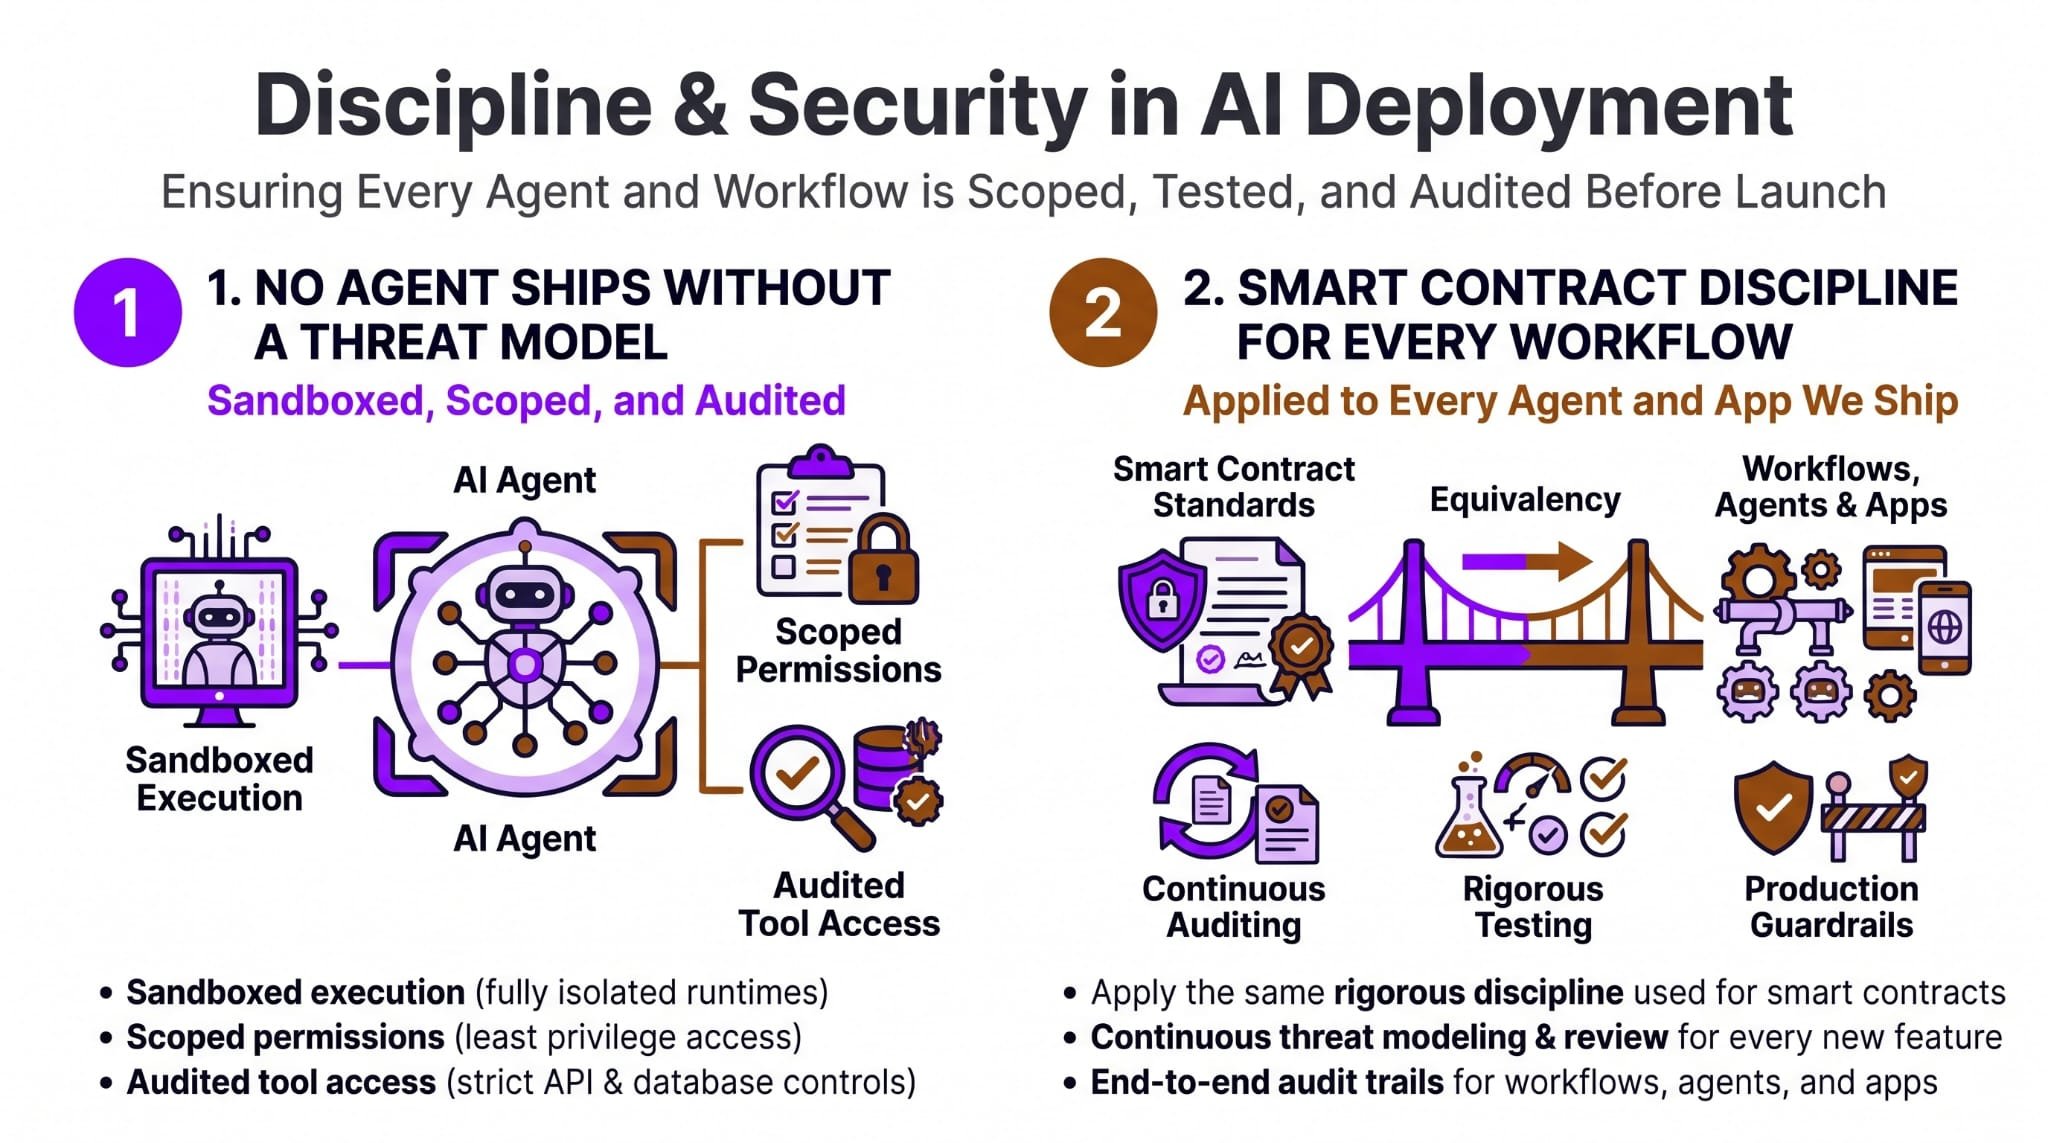 Discipline & Security in AI Deployment
Ensuring Every Agent and Workflow is Scoped, Tested, and Audited Before Launch
1
1. NO AGENT SHIPS WITHOUT
A THREAT MODEL
Sandboxed, Scoped, and Audited
AI Agent
Sandboxed
Execution
AI Agent
Scoped
Permissions
Audited
Tool Access
• Sandboxed execution (fully isolated runtimes)
• Scoped permissions (least privilege access)
• Audited tool access (strict API & database controls)
2
2. SMART CONTRACT DISCIPLINE
FOR EVERY WORKFLOW
Applied to Every Agent and App We Ship
Smart Contract
Standards
Equivalency
Workflows,
Agents & Apps
Continuous
Auditing
Rigorous
Testing
Production
Guardrails
• Apply the same rigorous discipline used for smart contracts
• Continuous threat modeling & review for every new feature
• End-to-end audit trails for workflows, agents, and apps